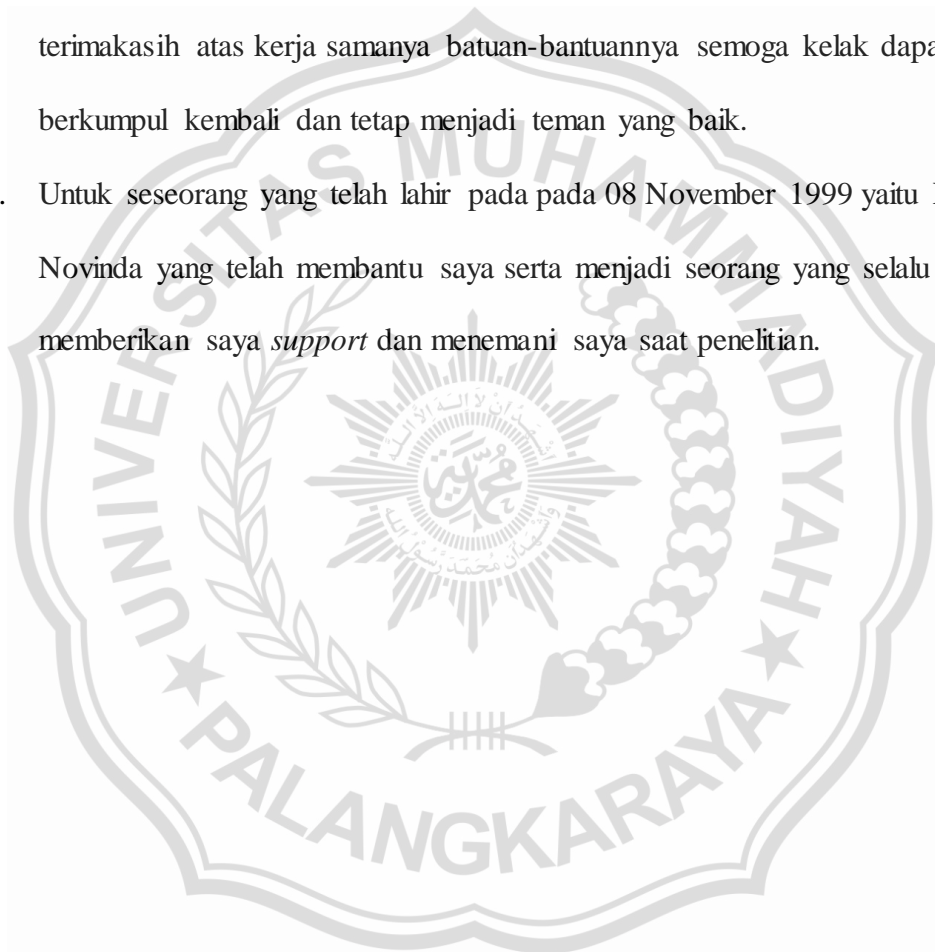 terimakasih atas kerja samanya batuan-bantuannya semoga kelak
berkumpul kembali dan tetap menjadi teman yang baik.
Untuk seseorang yang telah lahir pada pada 08 November 1999 yaitu
Novinda yang telah membantu saya serta menjadi seorang yang selalu
memberikan saya support dan menemani saya saat penelitian.
UNIVERSITAS MUHAMMADIYAH
PALANGKARAYA